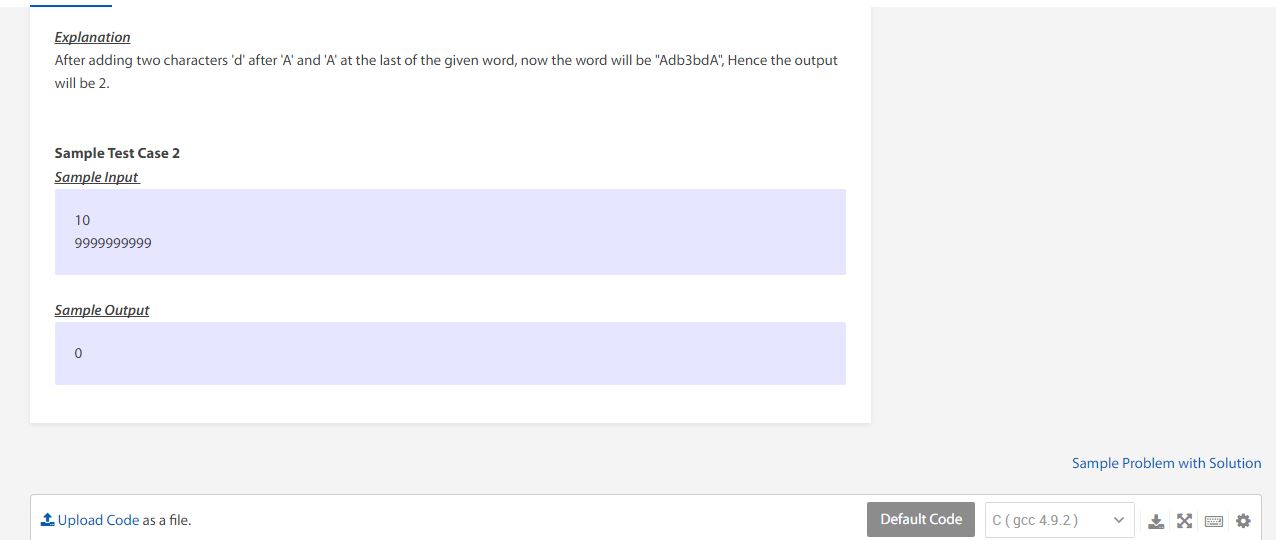 Explanation
After adding two characters 'd' after 'A' and 'A' at the last of the given word, now the word will be "Adb3bdA", Hence the output
will be 2.
Sample Test Case 2
Sample Input
10
9999999999
Sample Output
0
Sample Problem with Solution
Upload Code as a file.
Default Code
C ( gcc 4.9.2 )